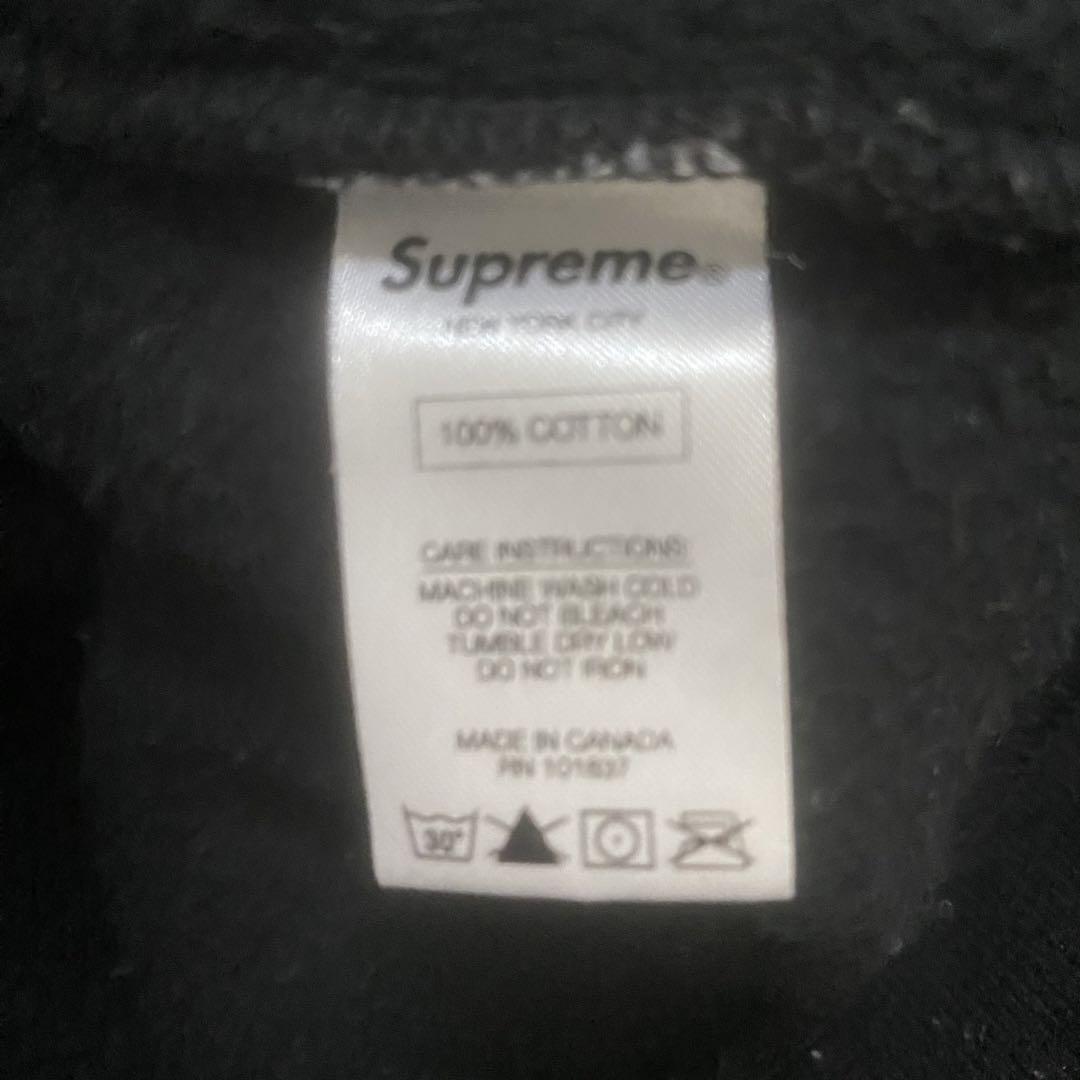 Supreme®
NEW YORK CITY
100% COTTON
CARE INSTRUCTIONS:
MACHINE WASH COLD
DO NOT BLEACH
TUMBLE DRY LOW
DO NOT IRON
MADE IN CANADA
RN 101837
30°